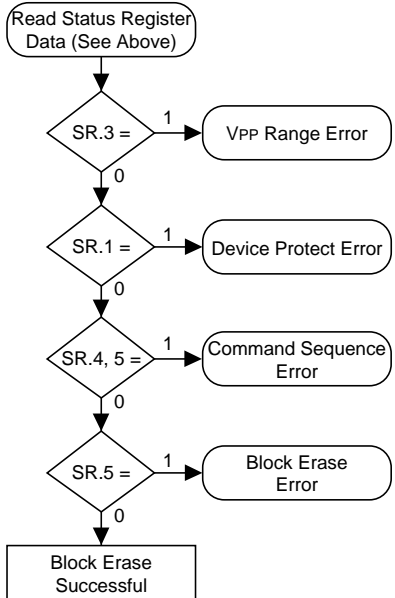 Read Status Register
Data (See Above)
SR.3 =
1
VPP Range Error
0
SR.1 =
1
Device Protect Error
0
SR.4, 5 =
1
Command Sequence
Error
0
SR.5 =
1
Block Erase
Error
0
Block Erase
Successful